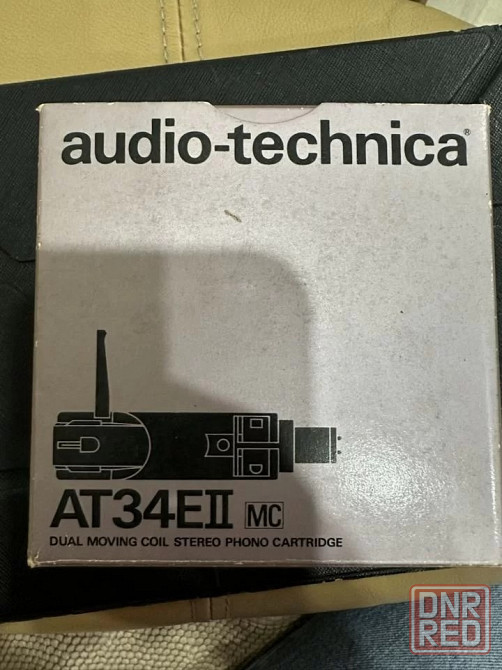 audio-technica®
AT34EII MC
DUAL MOVING COIL STEREO PHONO CARTRIDGE
DNR
RED